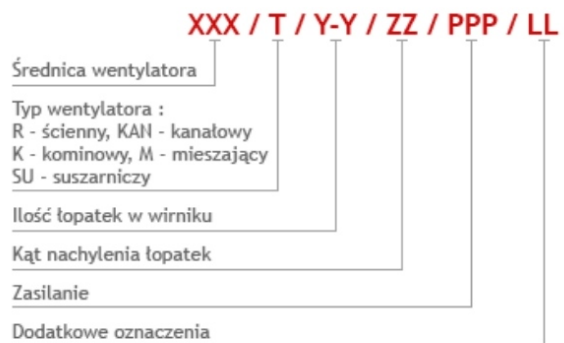 XXX / T / Y-Y / ZZ / PPP / LL
Średnica wentylatora
Typ wentylatora :
R - ścienny, KAN - kanałowy
K - kominowy, M - mieszający
SU - suszarniczy
Ilość łopatek w wirniku
Kąt nachylenia łopatek
Zasilanie
Dodatkowe oznaczenia